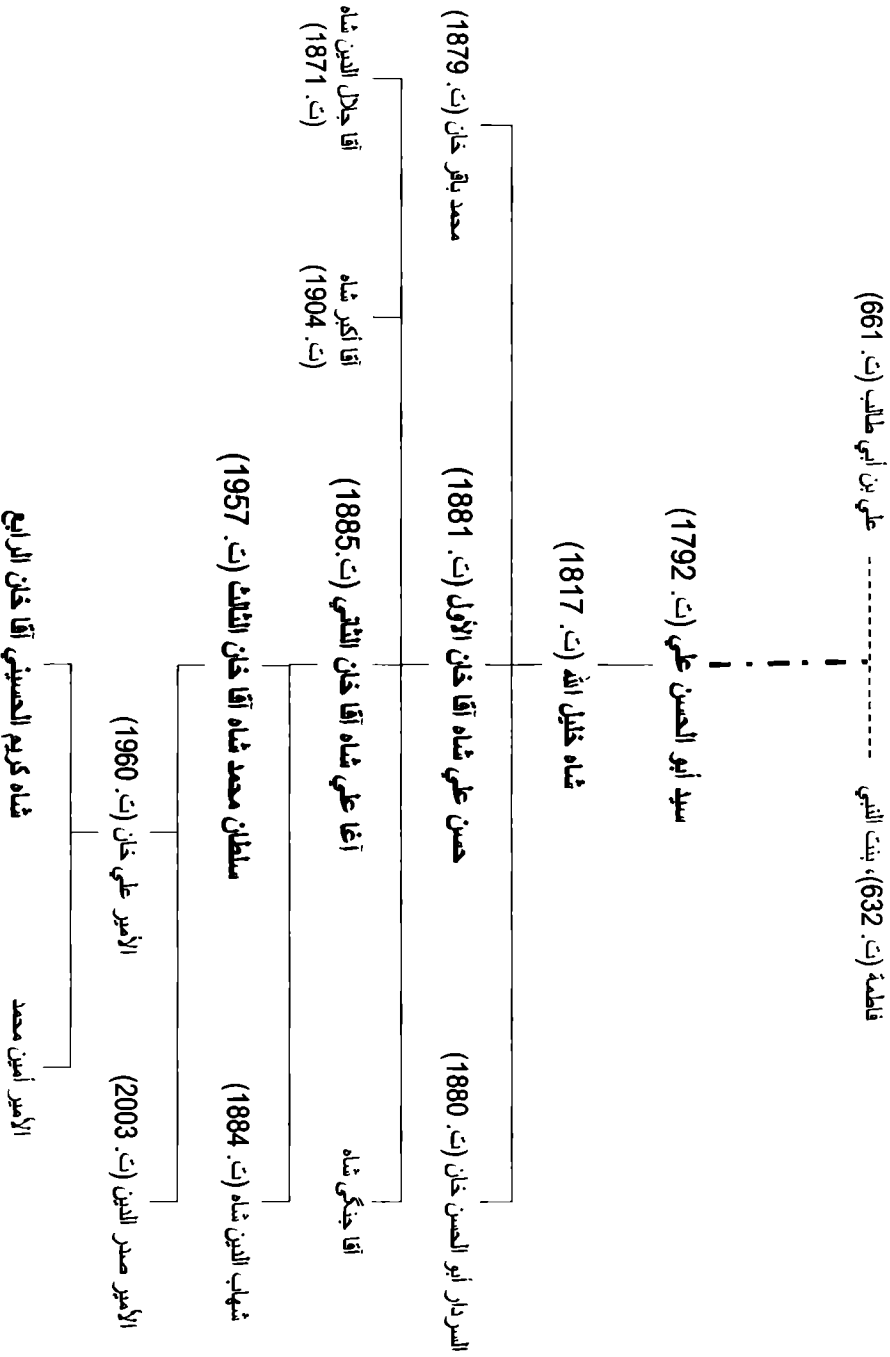 فاطمة (ت. 632)، بنت النبي
علي بن أبي طالب (ت. 661)
سيد أبو الحسن علي (ت. 1792)
شاه خليل الله (ت. 1817)
السردار أبو الحسن خان (ت. 1880)
حسن علي شاه آقا خان الأول (ت. 1881)
محمد باقر خان (ت. 1879)
آقا جنگي شاه
آغا علي شاه آقا خان الثاني (ت.1885)
آقا أكبر شاه
(ت. 1904)
آقا جلال الدين شاه
(ت. 1871)
شهاب الدين شاه (ت. 1884)
سلطان محمد شاه آقا خان الثالث (ت. 1957)
الأمير صدر الدين (ت. 2003)
الأمير علي خان (ت. 1960)
الأمير أمين محمد
شاه كريم الحسيني آقا خان الرابع